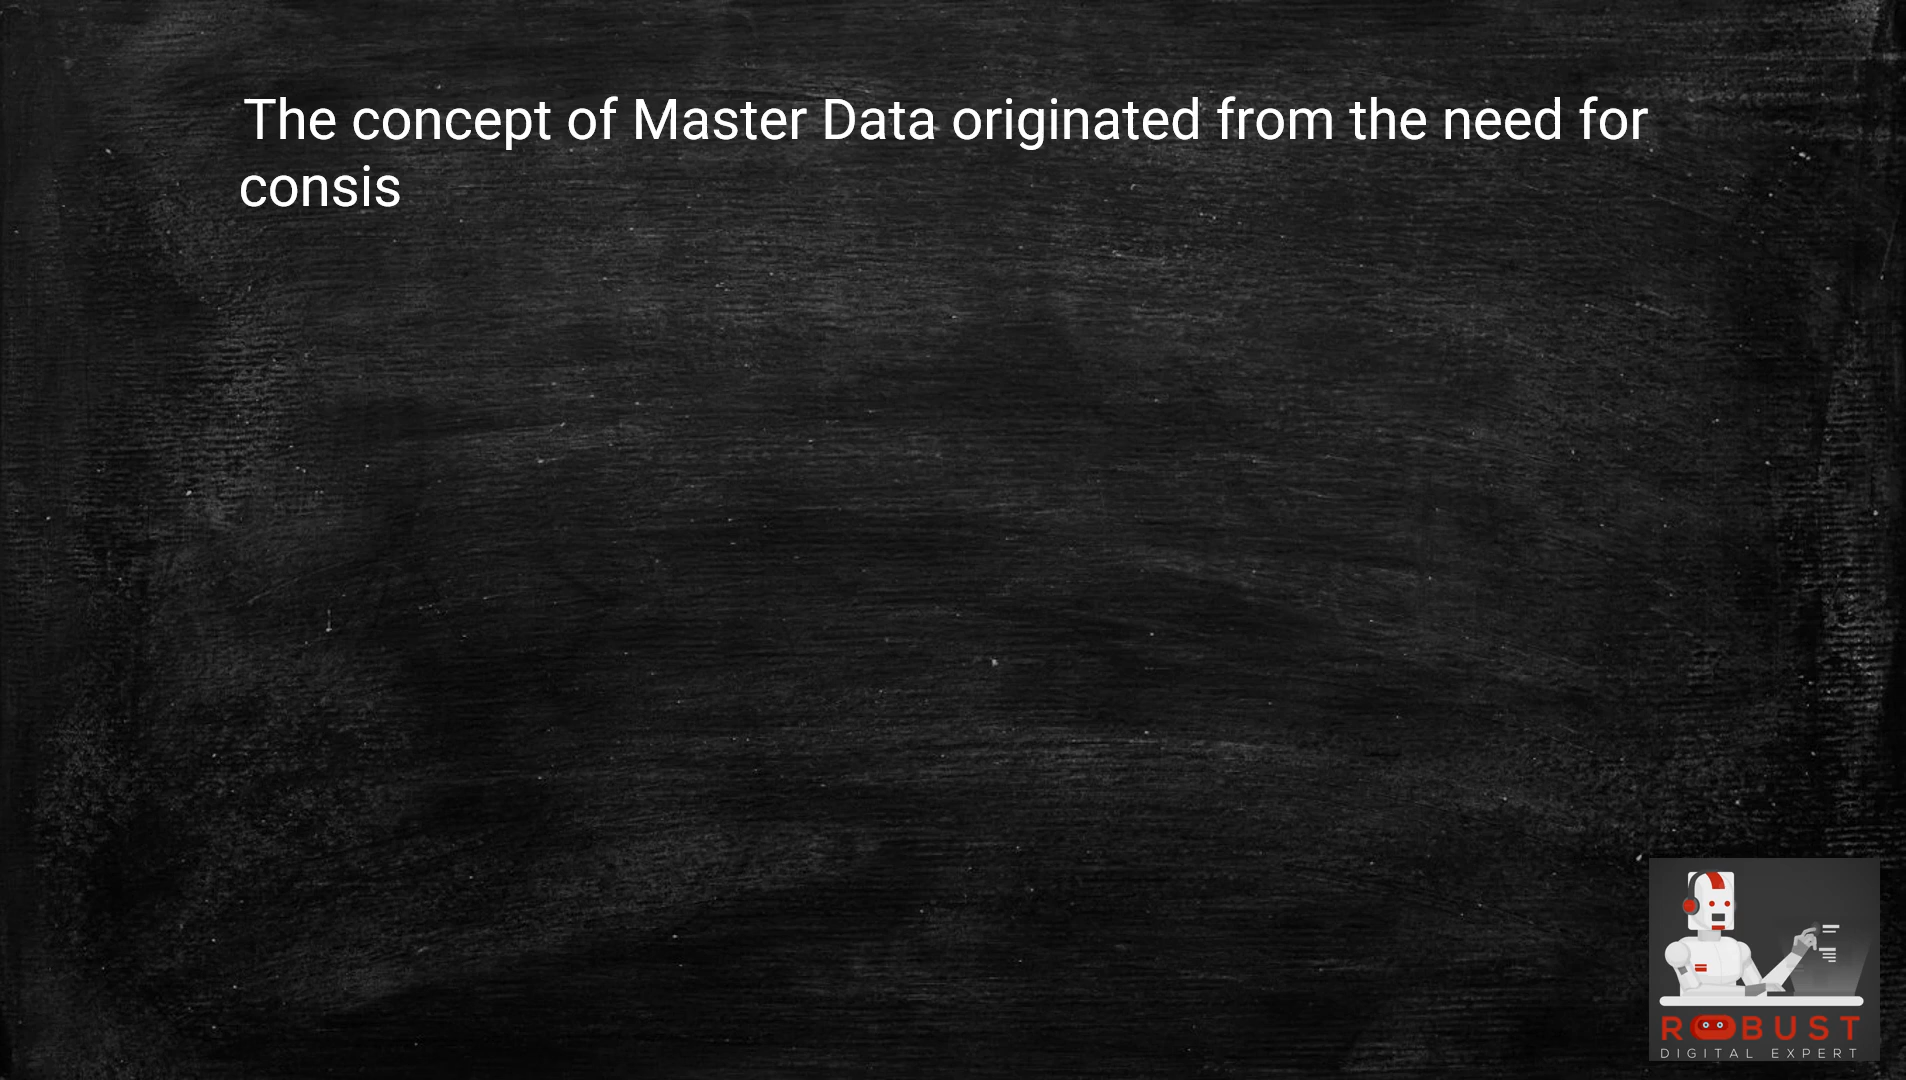 The concept of Master Data originated from the need for
consis
ROBUST
DIGITAL EXPERT